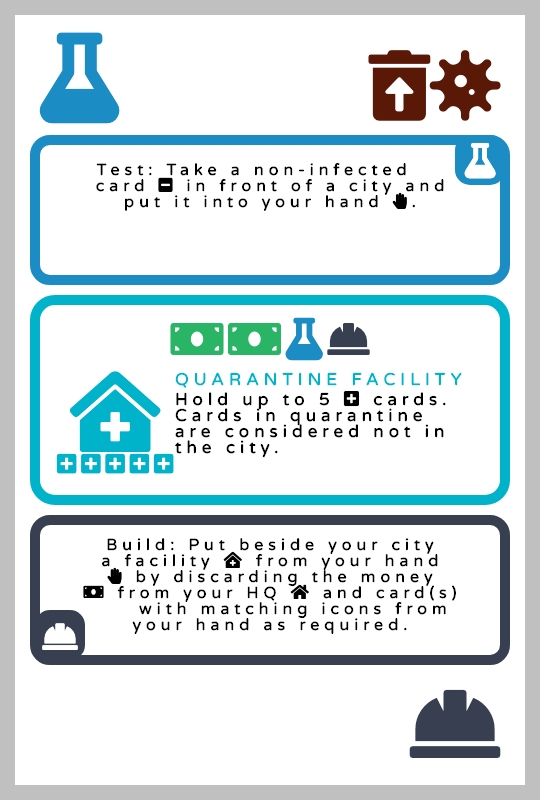 Test: Take a non-infected
card in front of a city and
put it into your hand .
QUARANTINE FACILITY
Hold up to 5 cards.
Cards in quarantine
are considered not in
the city.
Build: Put beside your city
a facility from your hand
by discarding the money
from your HQ and card(s)
with matching icons from
your hand as required.